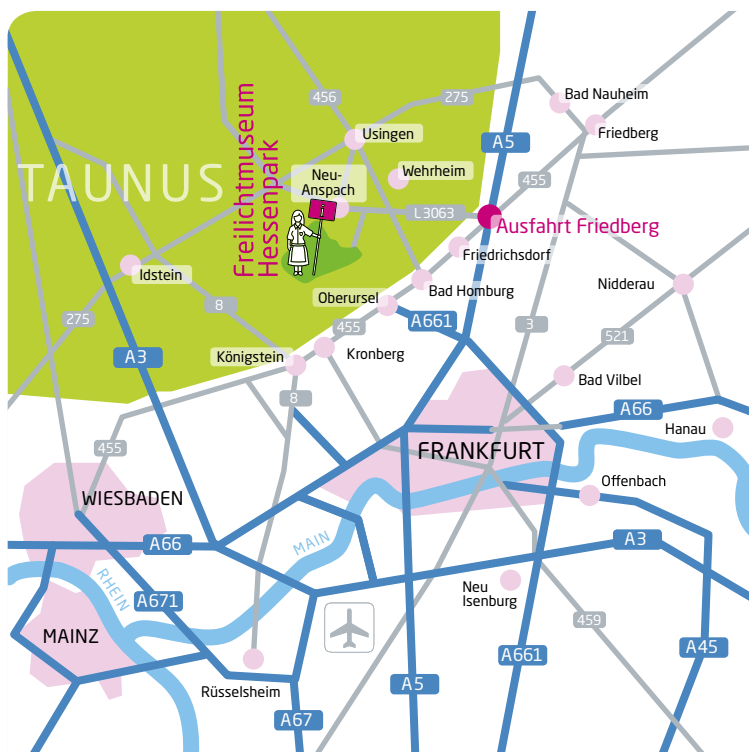 Bad Nauheim
456
275
Friedberg
Usingen
A5
Freilichtmuseum
Hessenpark
TAUNUS
Wehrheim
Neu-
Anspach
455
L3063
Ausfahrt Friedberg
Friedrichsdorf
Idstein
Bad Homburg
Nidderau
Oberursel
8
275
A661
455
3
521
A3
Königstein
Kronberg
Bad Vilbel
8
A66
Hanau
455
FRANKFURT
Offenbach
WIESBADEN
A66
MAIN
A3
RHEIN
A671
Neu
Isenburg
459
MAINZ
A661
A45
Rüsselsheim
A5
A67